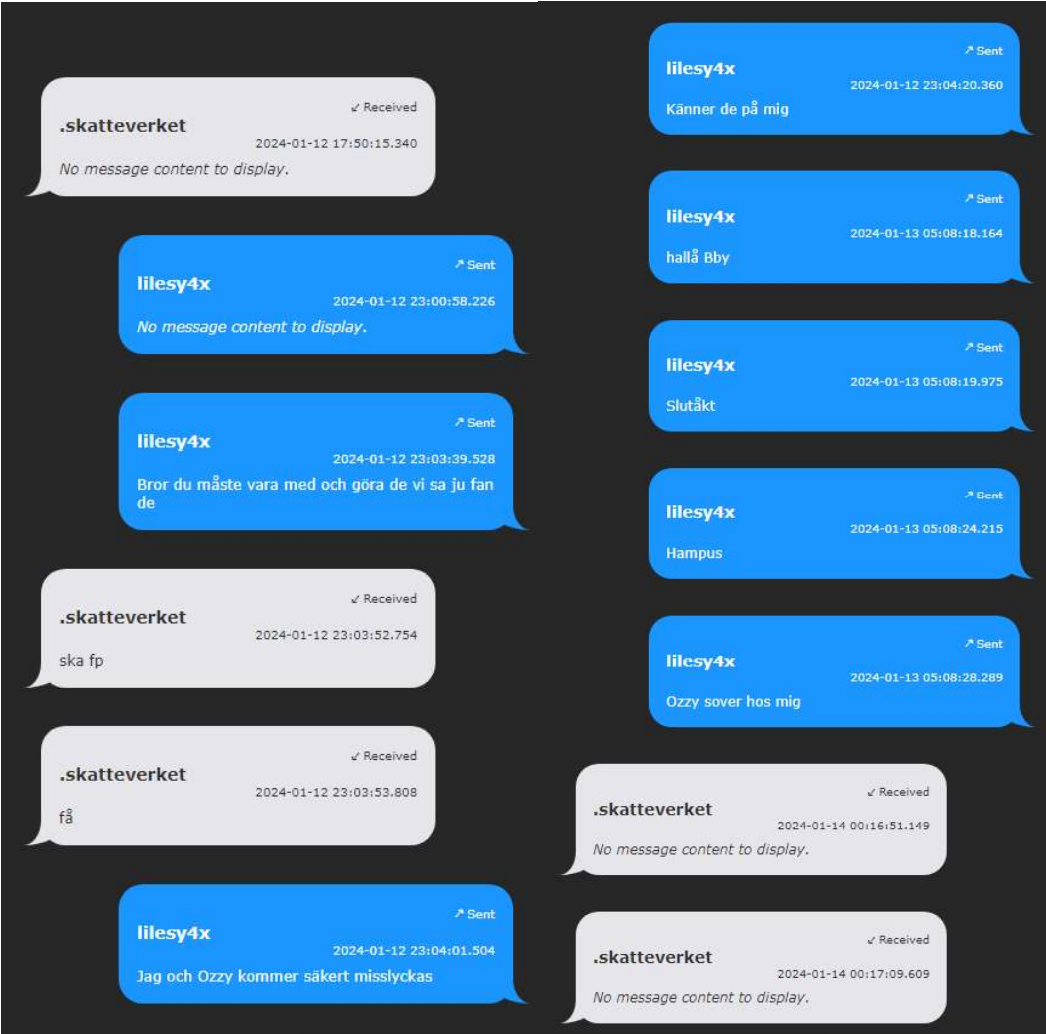 ↙ Received
.skatteverket
2024-01-12 17:50:15.340
No message content to display.
↗ Sent
lilesy4x
2024-01-12 23:00:58.226
No message content to display.
↗ Sent
lilesy4x
2024-01-12 23:03:39.528
Bror du måste vara med och göra de vi sa ju fan
de
↙ Received
.skatteverket
2024-01-12 23:03:52.754
ska fp
↙ Received
.skatteverket
2024-01-12 23:03:53.808
få
↗ Sent
lilesy4x
2024-01-12 23:04:01.504
Jag och Ozzy kommer säkert misslyckas
↗ Sent
lilesy4x
2024-01-12 23:04:20.360
Känner de på mig
↗ Sent
lilesy4x
2024-01-13 05:08:18.164
hallå Bby
↗ Sent
lilesy4x
2024-01-13 05:08:19.975
Slutåkt
↗ Sent
lilesy4x
2024-01-13 05:08:24.215
Hampus
↗ Sent
lilesy4x
2024-01-13 05:08:28.289
Ozzy sover hos mig
↙ Received
.skatteverket
2024-01-14 00:16:51.149
No message content to display.
↙ Received
.skatteverket
2024-01-14 00:17:09.609
No message content to display.